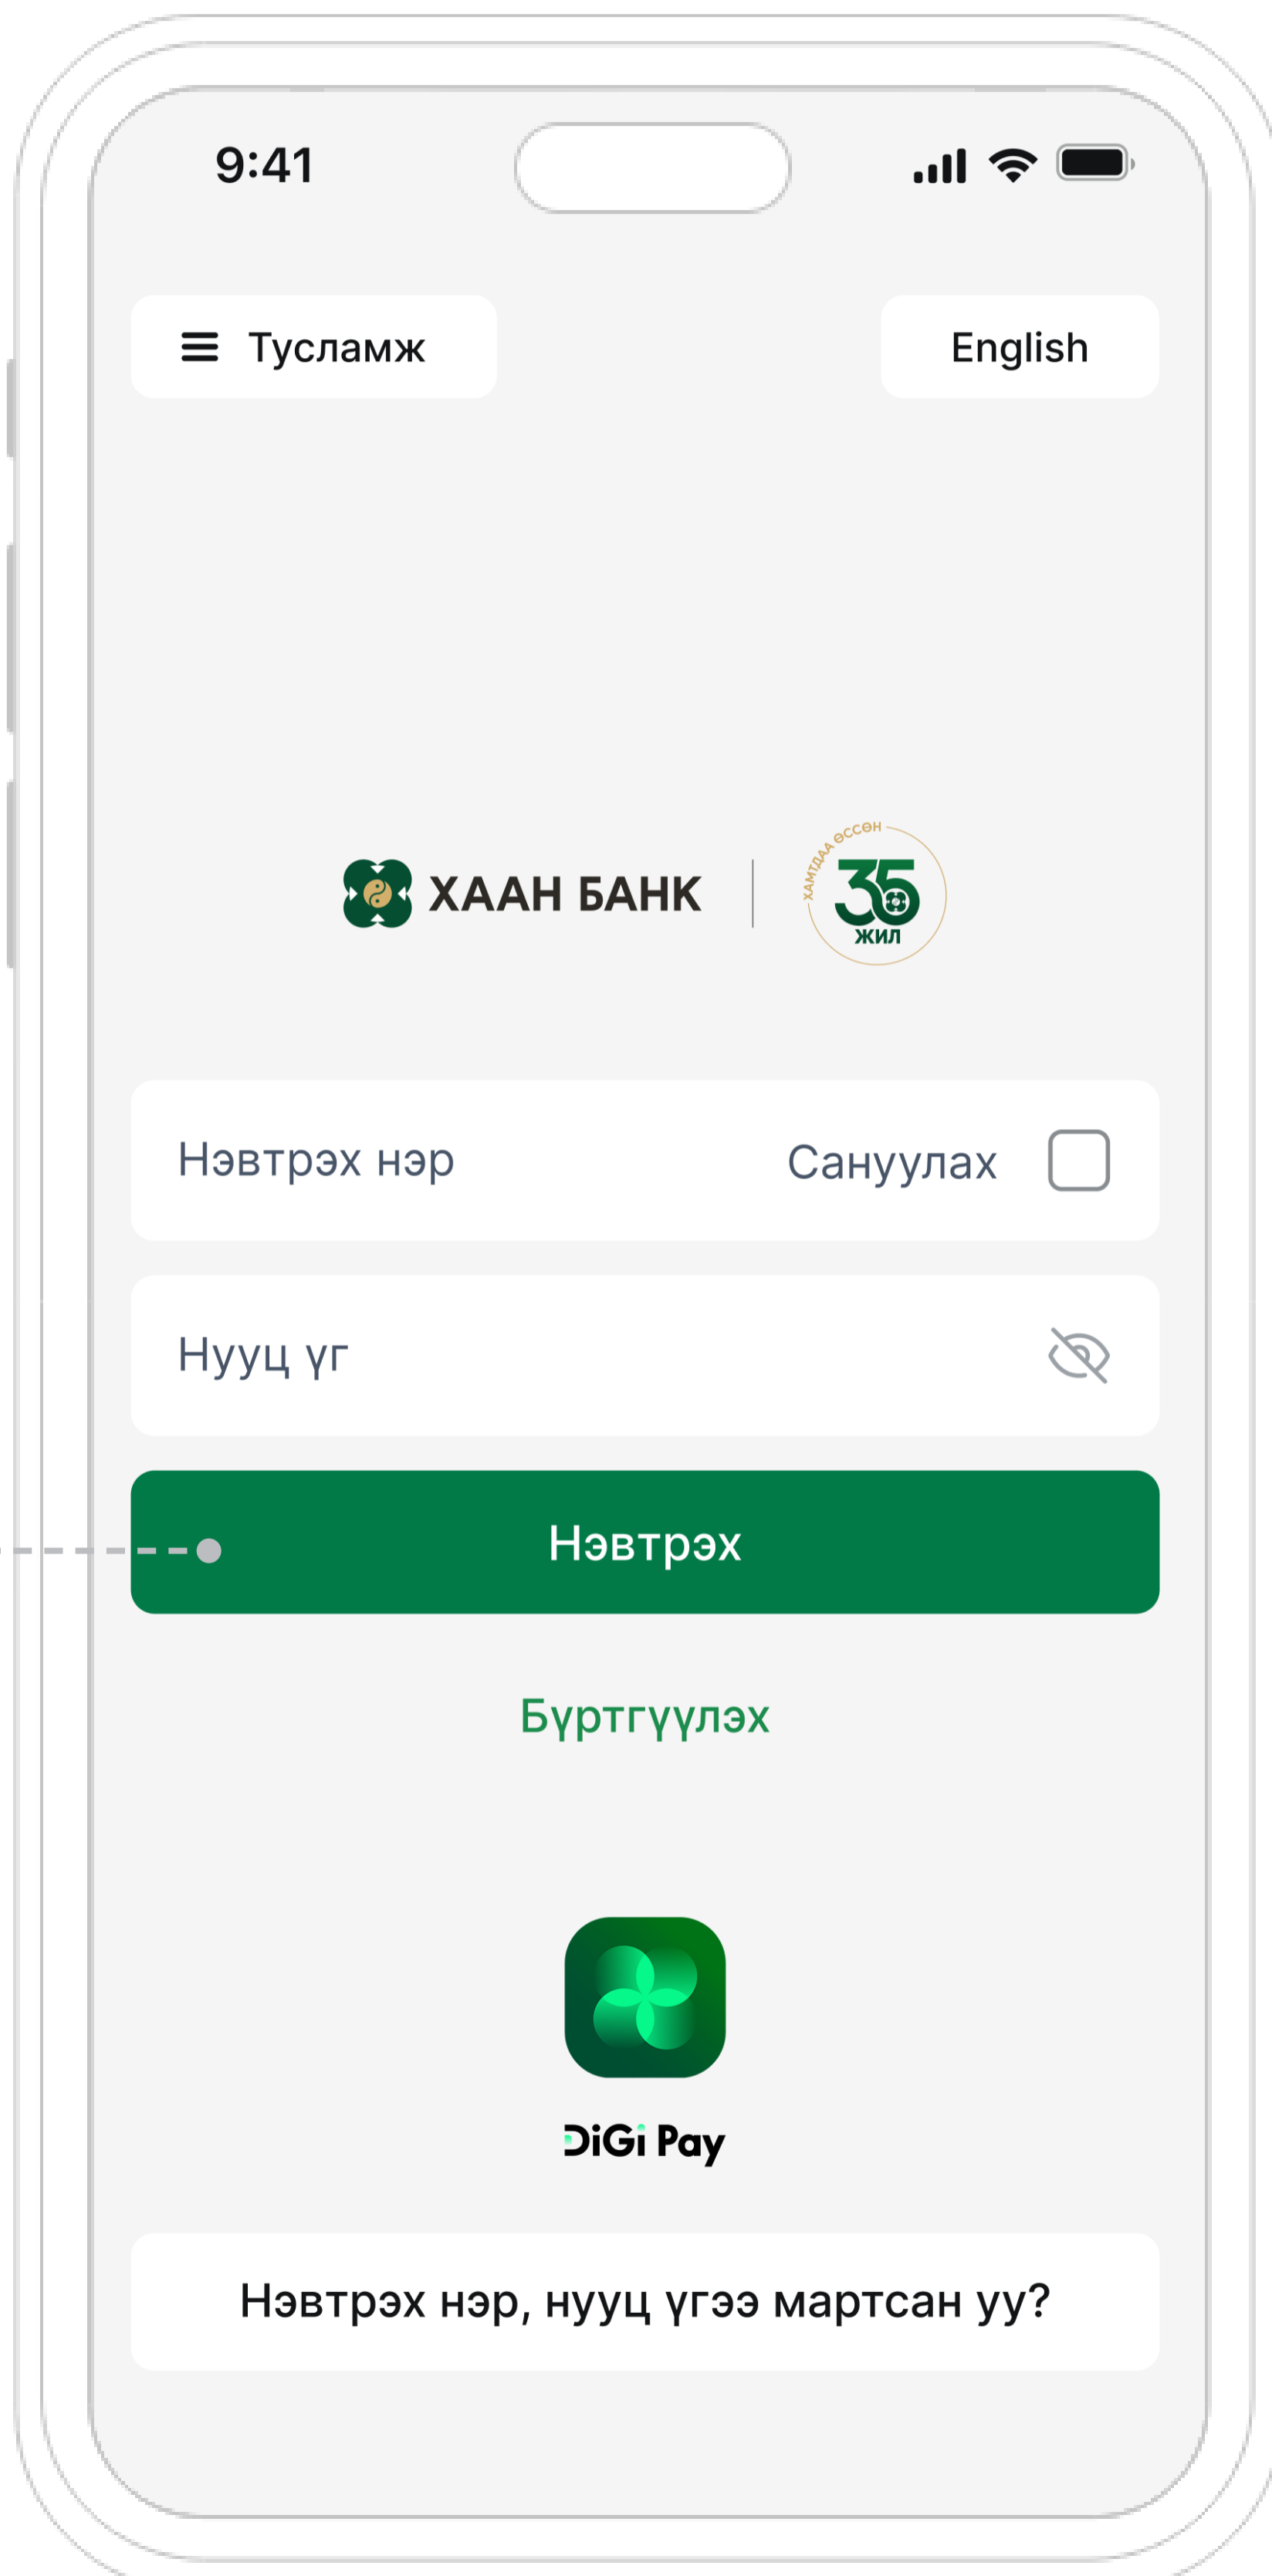 9:41
Тусламж
English
ХААН БАНК
ХАМТДАА ӨССӨН
35
ЖИЛ
Нэвтрэх нэр
Сануулах
Нууц үг
Нэвтрэх
Бүртгүүлэх
DiGi Pay
Нэвтрэх нэр, нууц үгээ мартсан уу?